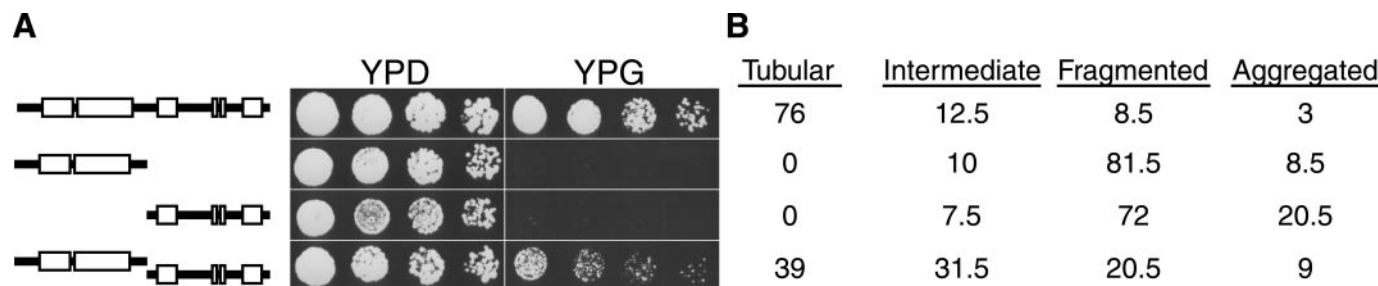 A
B
YPD YPG
Tubular Intermediate Fragmented Aggregated
76 12.5 8.5 3
0 10 81.5 8.5
0 7.5 72 20.5
39 31.5 20.5 9